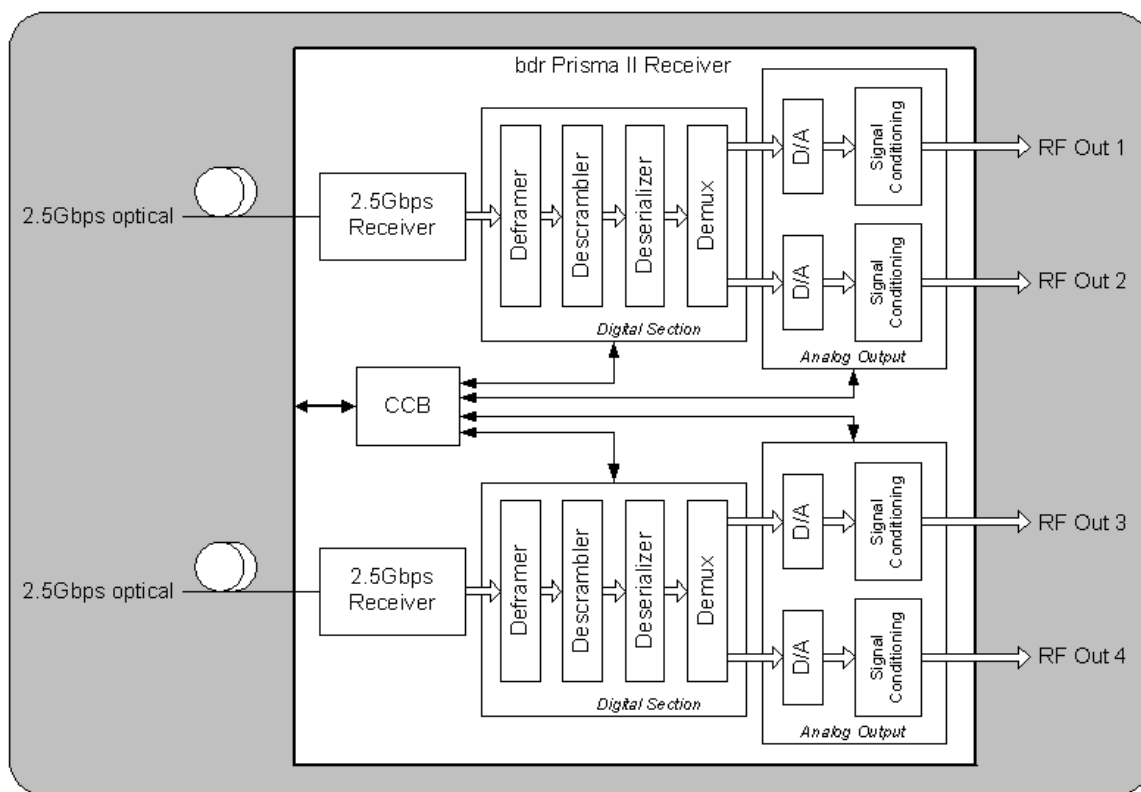 bdr Prisma II Receiver
2.5Gbps optical
2.5Gbps
Receiver
Deframer
Descrambler
Deserializer
Demux
Digital Section
D/A
Signal
Conditioning
RF Out 1
D/A
Signal
Conditioning
RF Out 2
Analog Output
CCB
2.5Gbps optical
2.5Gbps
Receiver
Deframer
Descrambler
Deserializer
Demux
Digital Section
D/A
Signal
Conditioning
RF Out 3
D/A
Signal
Conditioning
RF Out 4
Analog Output